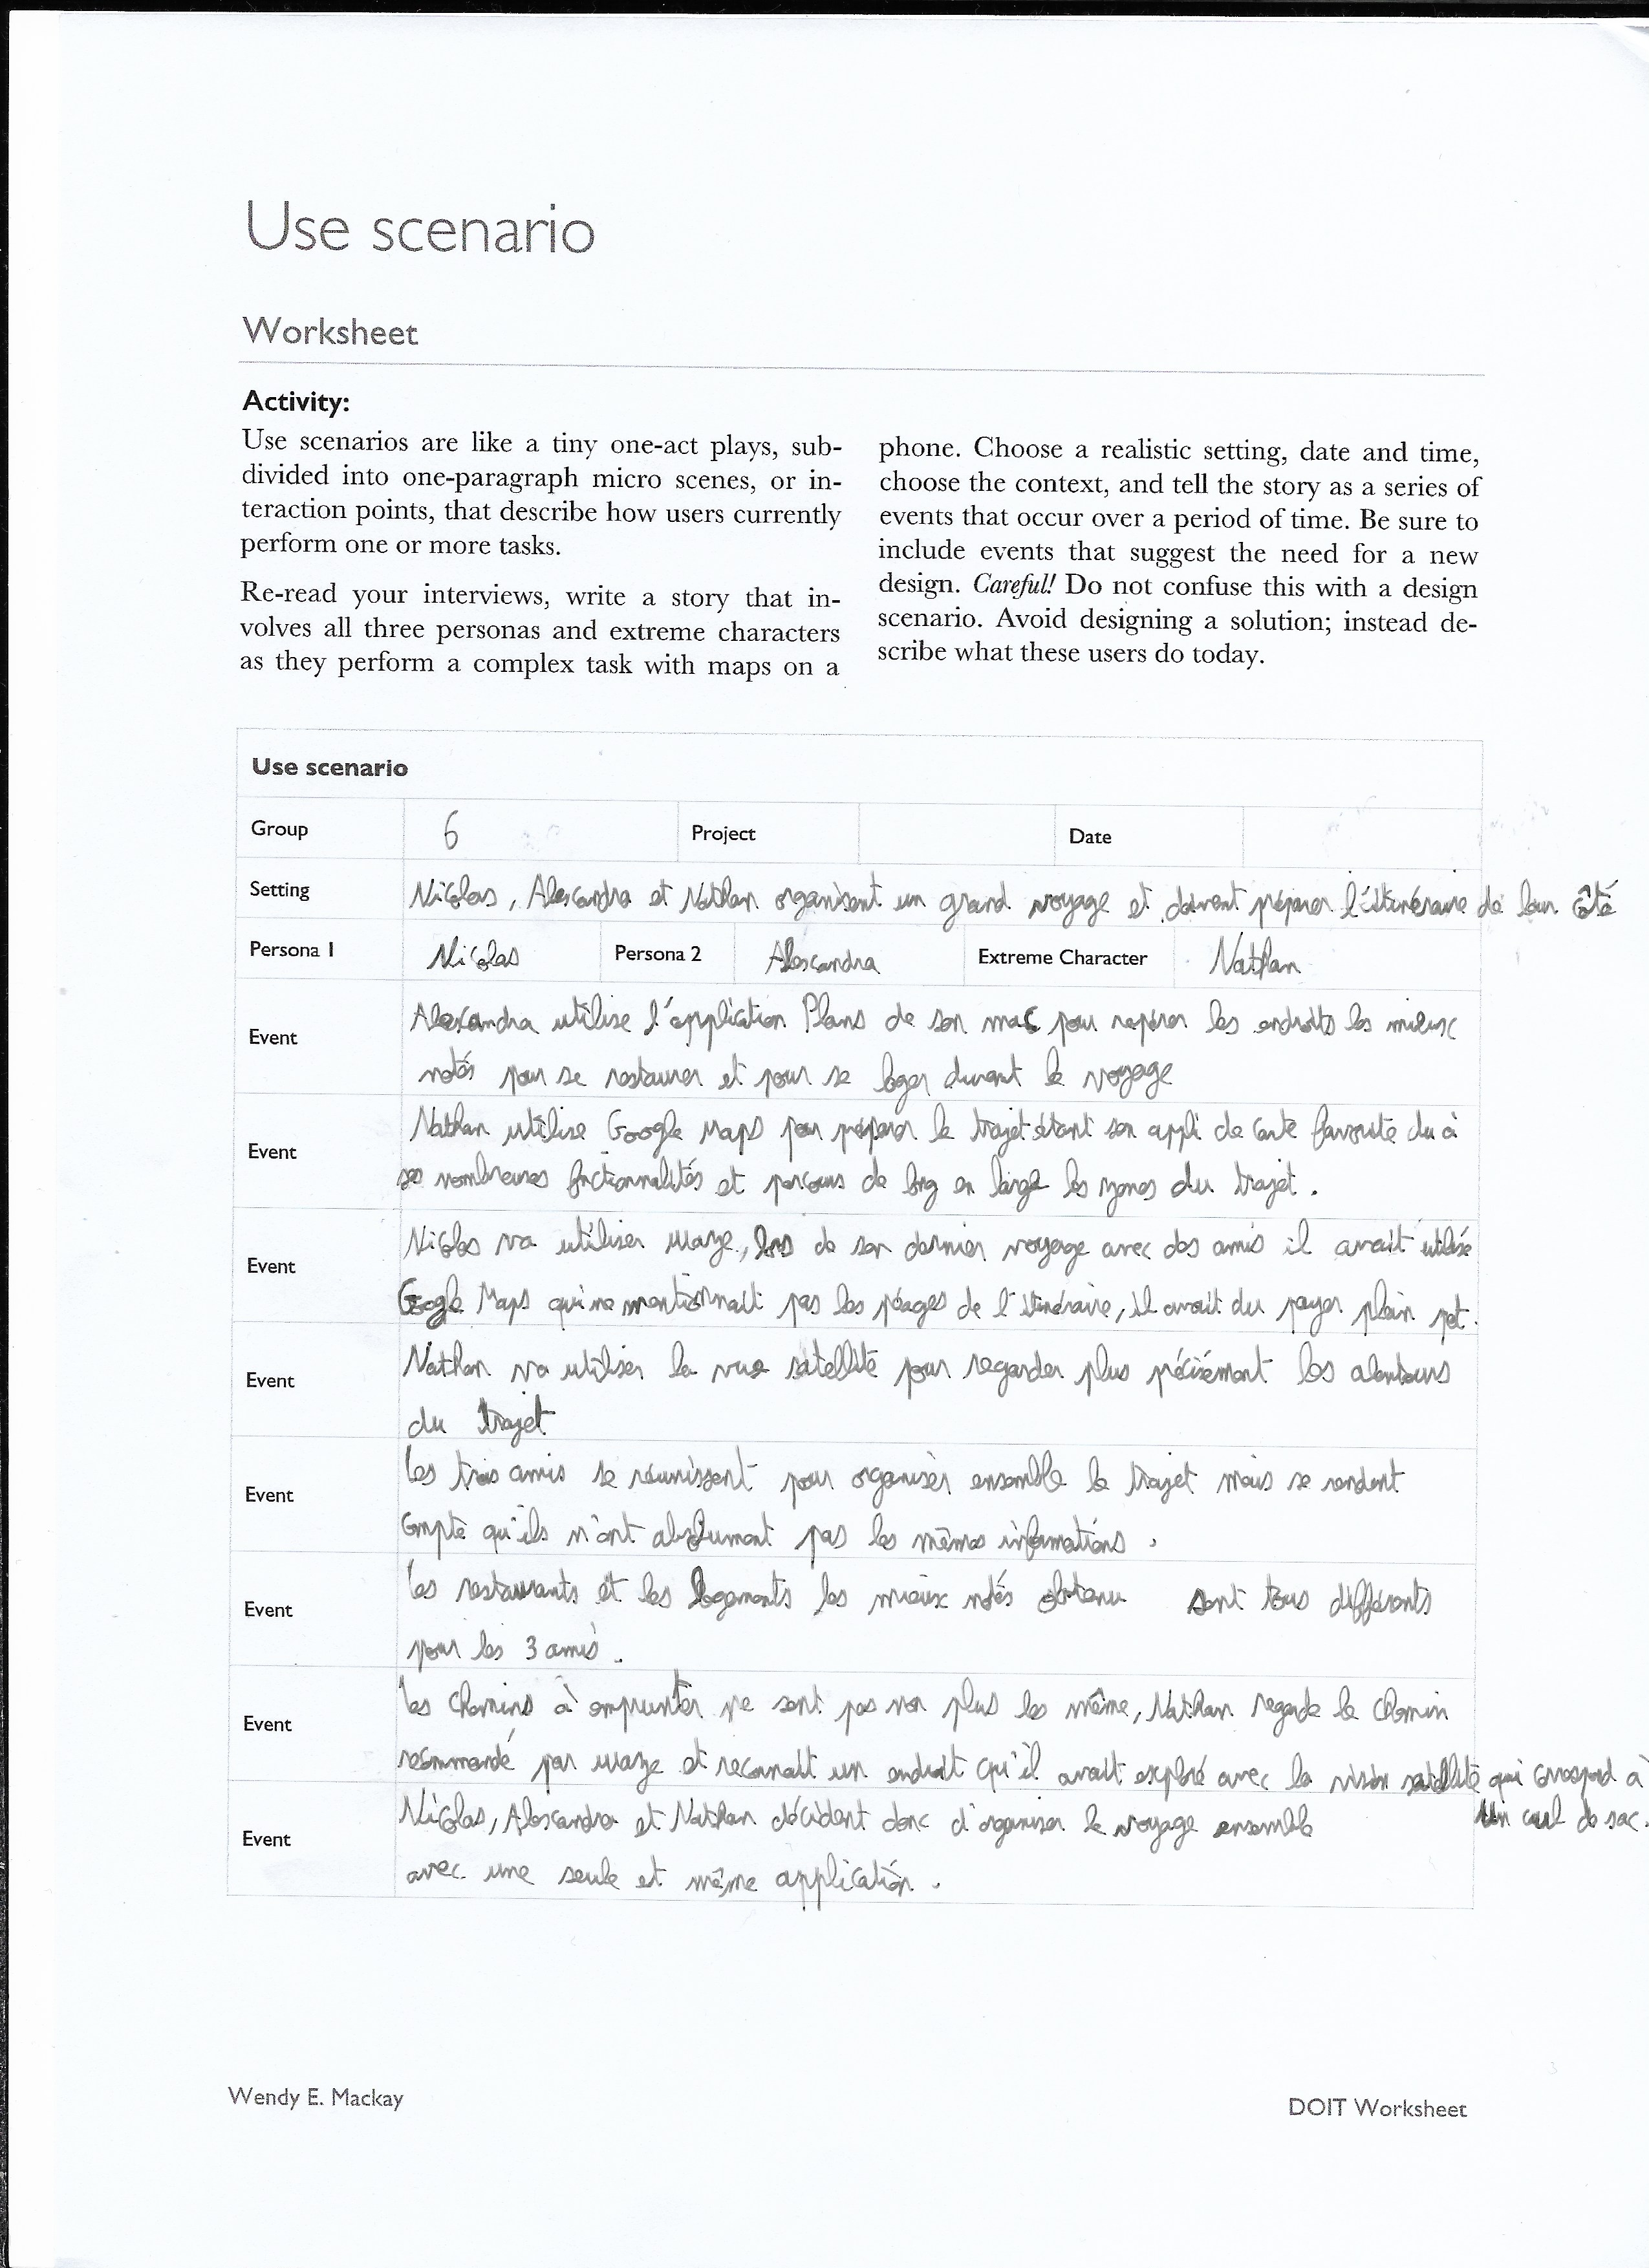 Use scenario
Worksheet
Activity:
Use scenarios are like a tiny one-act plays, sub-
divided into one-paragraph micro scenes, or in-
teraction points, that describe how users currently
perform one or more tasks.
Re-read your interviews, write a story that in-
volves all three personas and extreme characters
as they perform a complex task with maps on a
phone. Choose a realistic setting, date and time,
choose the context, and tell the story as a series of
events that occur over a period of time. Be sure to
include events that suggest the need for a new
design. Careful! Do not confuse this with a design
scenario. Avoid designing a solution; instead de-
scribe what these users do today.
Use scenario
Group 6 Project Date
Setting Nicolas, Alexandra et Nathan organisent un grand voyage et doivent préparer l'itinéraire de leur côté
Persona 1 Nicolas Persona 2 Alexandra Extreme Character Nathan
Event
Alexandra utilise l'application Plans de son mac pour repérer les endroits les mieux
notés pour se restaurer et pour se loger durant le voyage
Event
Nathan utilise Google Maps pour préparer le trajet étant son appli de carte favorite du à
ses nombreuses fonctionnalités et parcours de long en large les zones du trajet.
Event
Nicolas va utiliser waze, lors de son dernier voyage avec des amis il avait utilisé
Google Maps qui ne mentionnait pas les péages de l'itinéraire, il avait du payer plein pot.
Event
Nathan va utiliser la vue satellite pour regarder plus précisément les alentours
du trajet
Event
Les trois amis se réunissent pour organiser ensemble le trajet mais se rendent
compte qu'ils n'ont absolument pas les mêmes informations.
Event
Les restaurants et les logements les mieux notés obtenu sont tous différents
pour les 3 amis.
Event
Les chemins à emprunter ne sont pas non plus les même, Nathan regarde le chemin
recommandé par waze et reconnait un endroit qu'il avait exploré avec la vision satellite qui correspond à
un cul de sac.
Event
Nicolas, Alexandra et Nathan décident donc d'organiser le voyage ensemble
avec une seule et même application.
Wendy E. Mackay
DOIT Worksheet